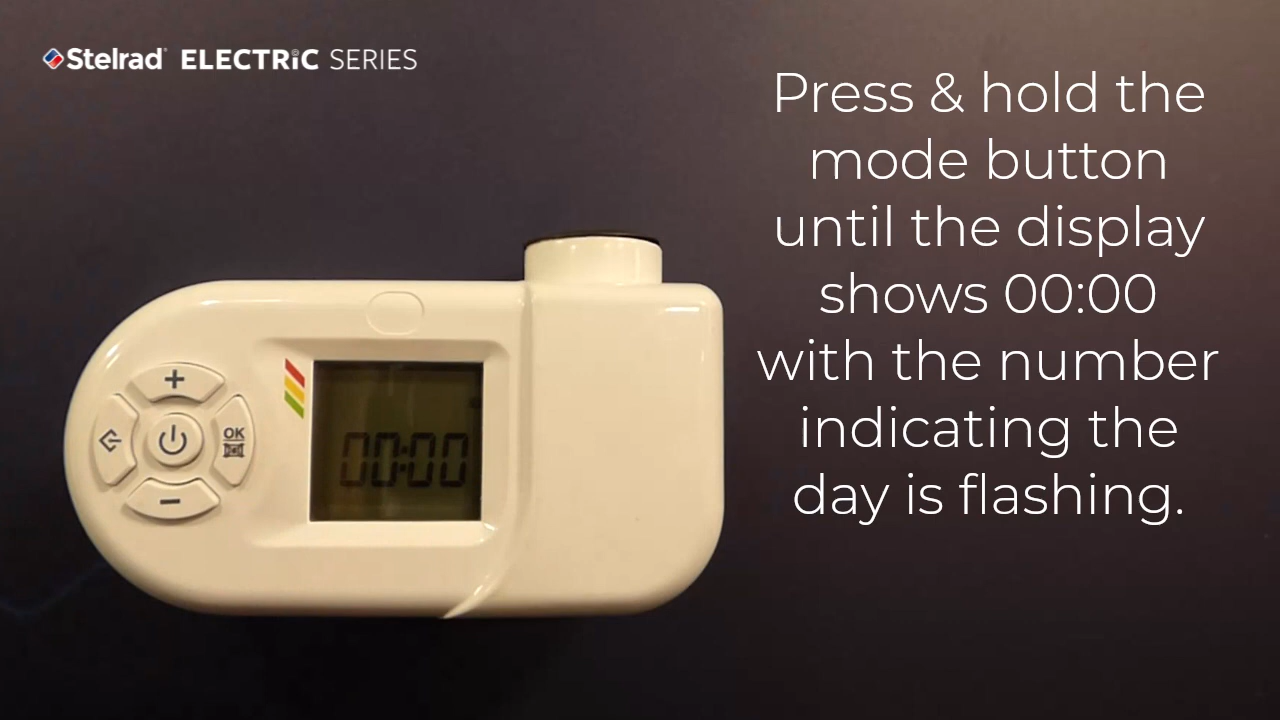 Stelrad ELECTRiC SERIES
Press & hold the
mode button
until the display
shows 00:00
with the number
indicating the
day is flashing.
+
OK
−
00:00